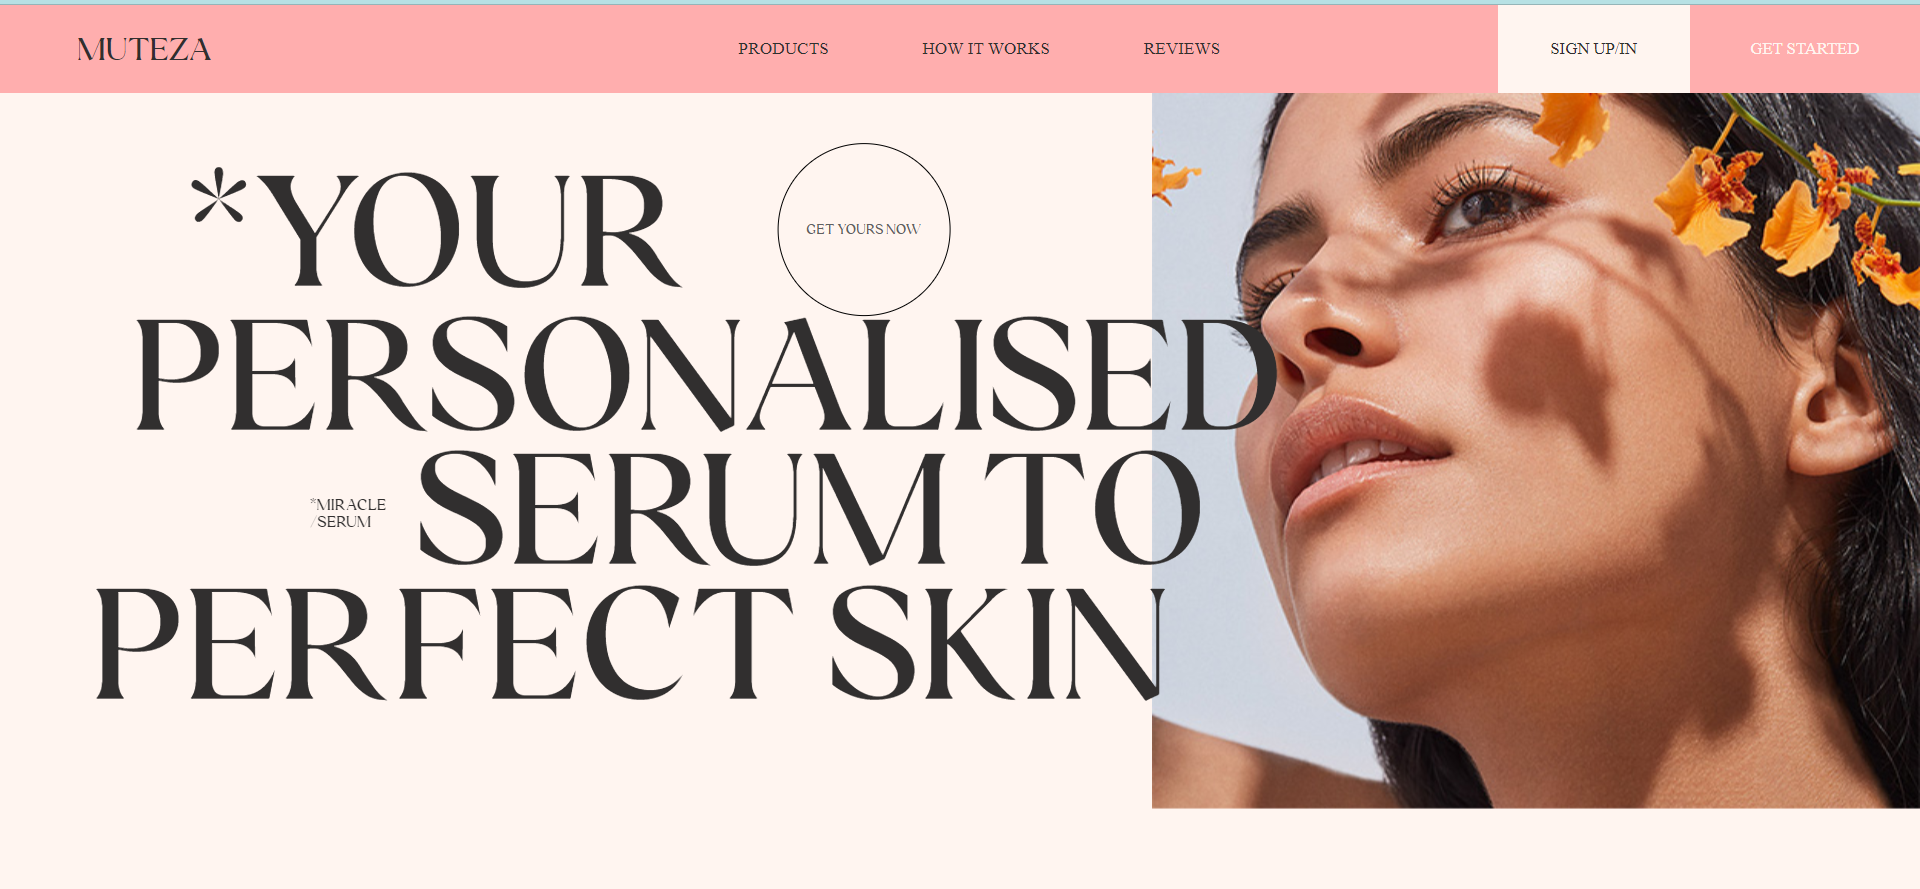 MUTEZA
PRODUCTS
HOW IT WORKS
REVIEWS
SIGN UP/IN
GET STARTED
*YOUR
GET YOURS NOW
PERSONALISED
*MIRACLE
/SERUM
SERUM TO
PERFECT SKIN